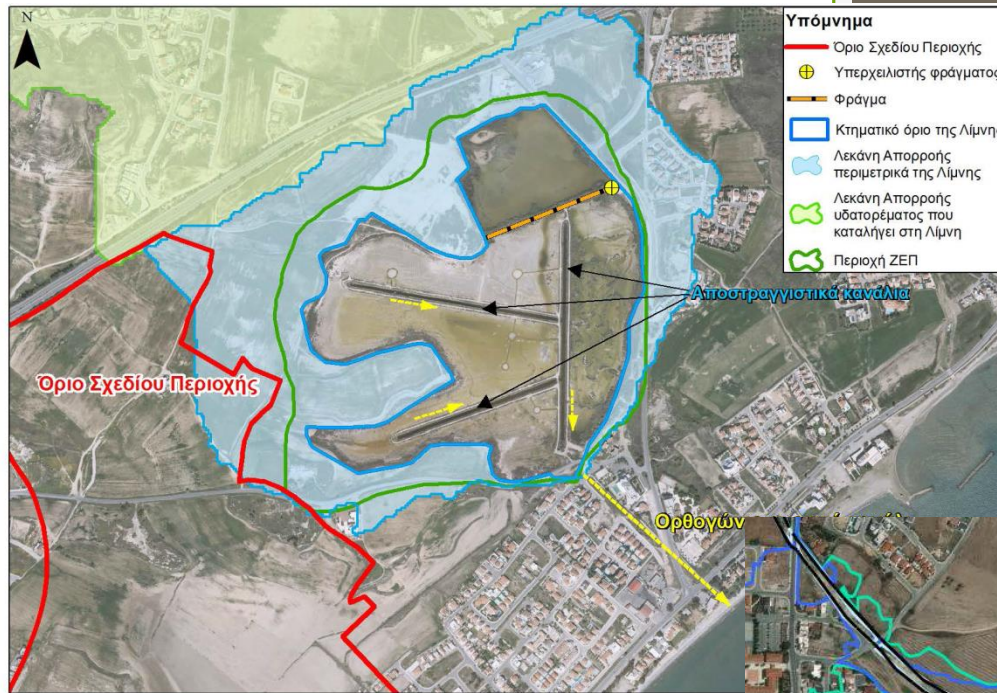 N
Υπόμνημα
Όριο Σχεδίου Περιοχής
Υπερχειλιστής φράγματος
Φράγμα
Κτηματικό όριο της Λίμνης
Λεκάνη Απορροής
περιμετρικά της Λίμνης
Λεκάνη Απορροής
υδατορέματος που
καταλήγει στη Λίμνη
Περιοχή ΖΕΠ
Αποστραγγιστικά κανάλια
Όριο Σχεδίου Περιοχής